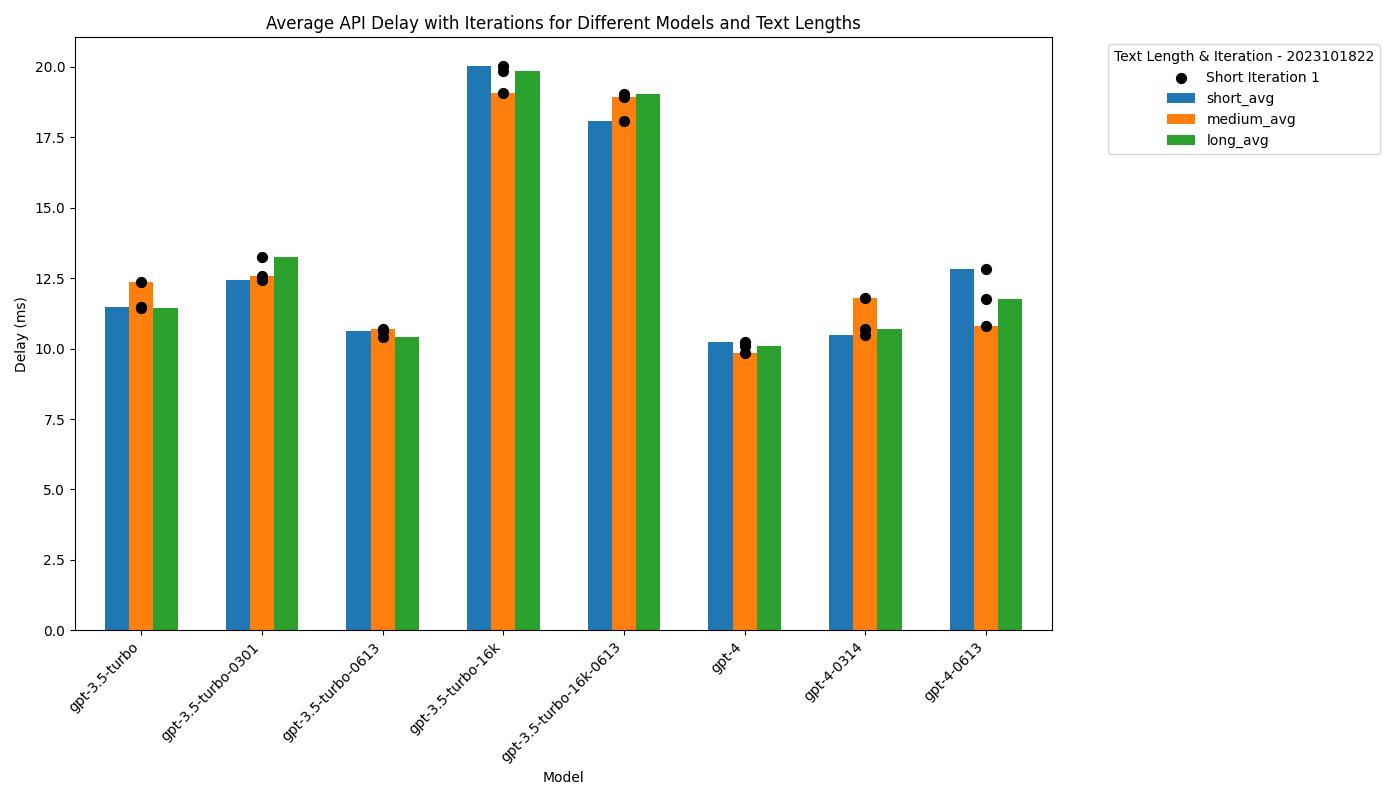 Average API Delay with Iterations for Different Models and Text Lengths
Text Length & Iteration - 2023101822
Short Iteration 1
short_avg
medium_avg
long_avg
Delay (ms)
20.0
17.5
15.0
12.5
10.0
7.5
5.0
2.5
0.0
gpt-3.5-turbo
gpt-3.5-turbo-0301
gpt-3.5-turbo-0613
gpt-3.5-turbo-16k
gpt-3.5-turbo-16k-0613
gpt-4
gpt-4-0314
gpt-4-0613
Model